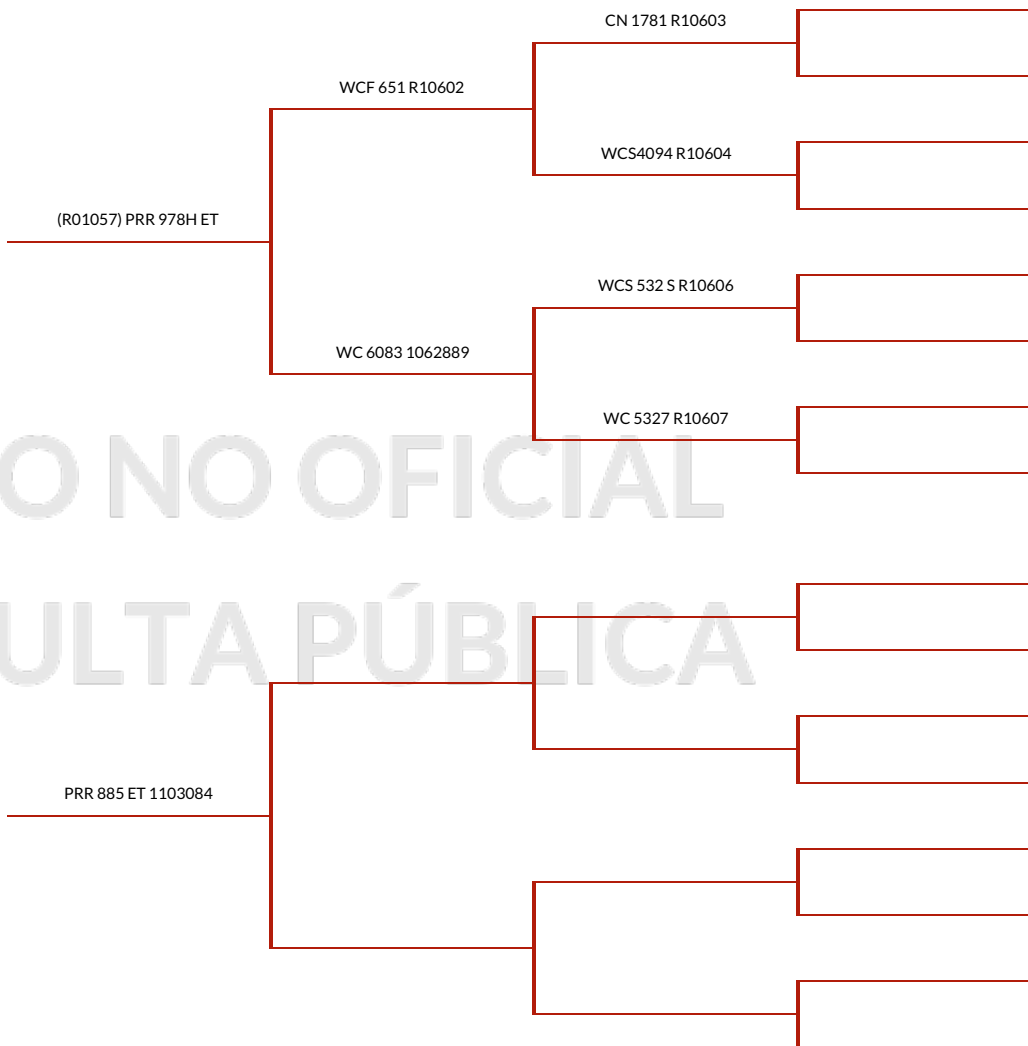 CN 1781 R10603
WCF 651 R10602
WCS4094 R10604
(R01057) PRR 978H ET
WCS 532 S R10606
WC 6083 1062889
WC 5327 R10607
O NO OFICIAL
ULTA PÚBLICA
PRR 885 ET 1103084